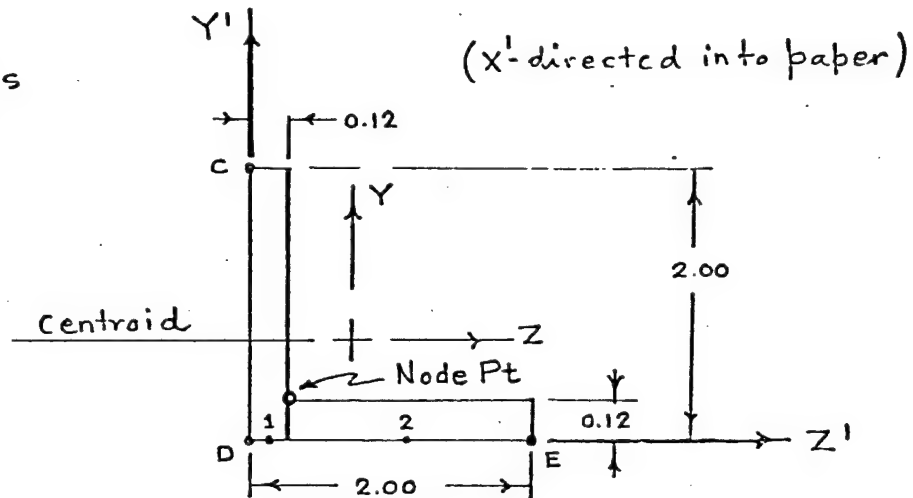 Y'
(x'-directed into paper)
s
0.12
C
Y
2.00
Centroid
Z
Node Pt
1
2
0.12
D
E
Z'
2.00